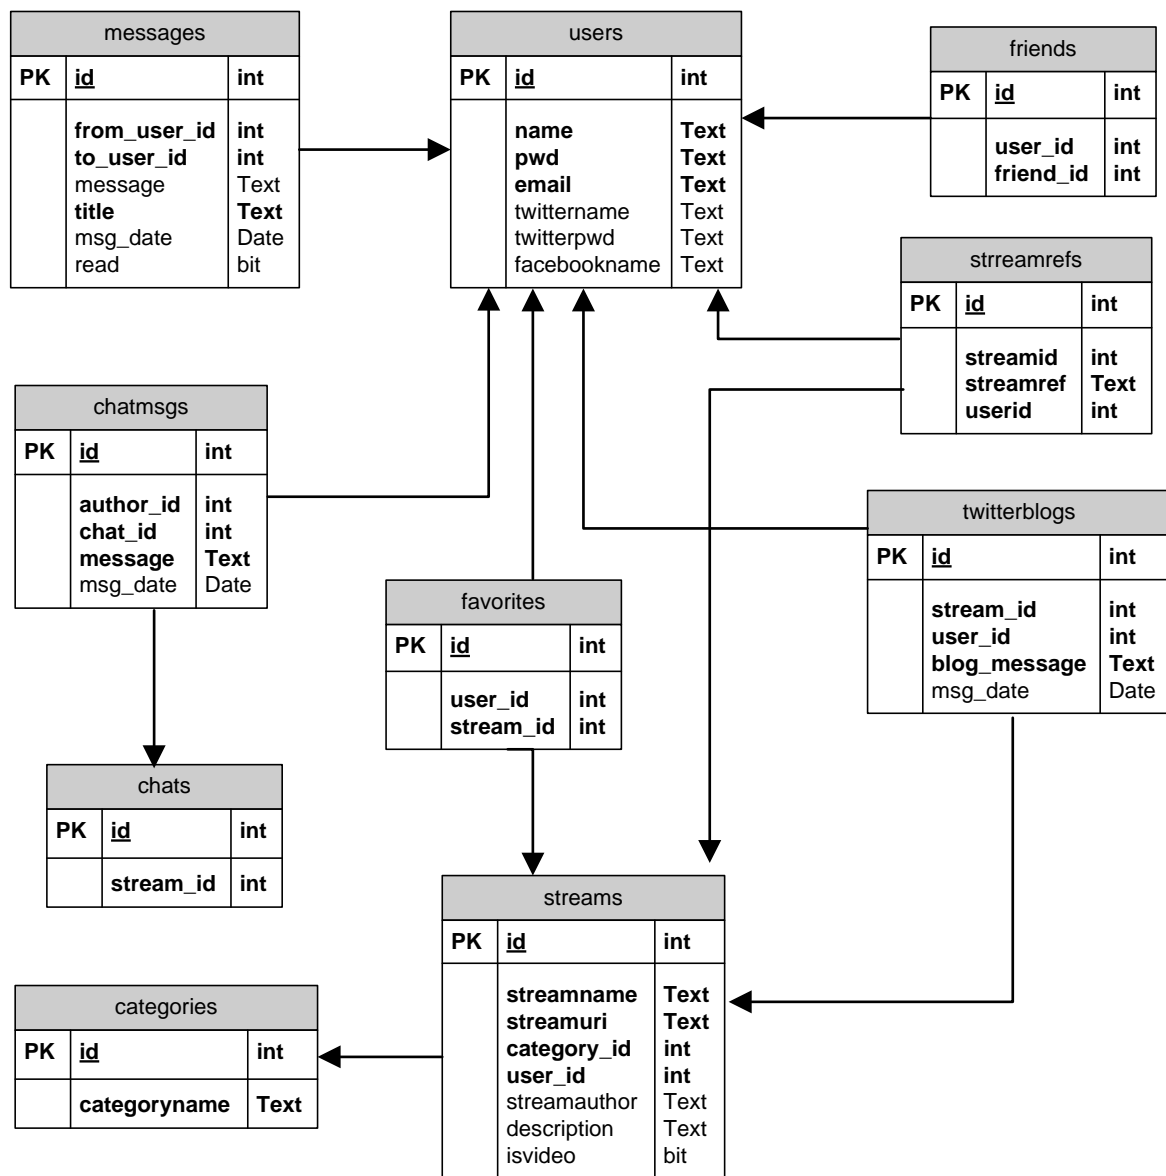 messages
PK id int
from_user_id int
to_user_id int
message Text
title Text
msg_date Date
read bit
users
PK id int
name Text
pwd Text
email Text
twittername Text
twitterpwd Text
facebookname Text
friends
PK id int
user_id int
friend_id int
strreamrefs
PK id int
streamid int
streamref Text
userid int
chatmsgs
PK id int
author_id int
chat_id int
message Text
msg_date Date
twitterblogs
PK id int
stream_id int
user_id int
blog_message Text
msg_date Date
favorites
PK id int
user_id int
stream_id int
chats
PK id int
stream_id int
streams
PK id int
streamname Text
streamuri Text
category_id int
user_id int
streamauthor Text
description Text
isvideo bit
categories
PK id int
categoryname Text